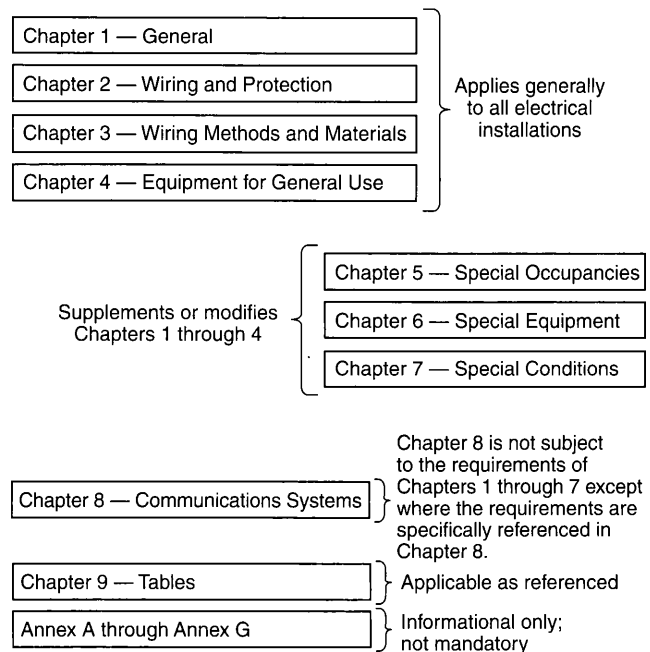 Chapter 1 — General
Chapter 2 — Wiring and Protection
Chapter 3 — Wiring Methods and Materials
Chapter 4 — Equipment for General Use
Applies generally
to all electrical
installations
Supplements or modifies
Chapters 1 through 4
Chapter 5 — Special Occupancies
Chapter 6 — Special Equipment
Chapter 7 — Special Conditions
Chapter 8 — Communications Systems
Chapter 8 is not subject
to the requirements of
Chapters 1 through 7 except
where the requirements are
specifically referenced in
Chapter 8.
Chapter 9 — Tables
Applicable as referenced
Annex A through Annex G
Informational only;
not mandatory